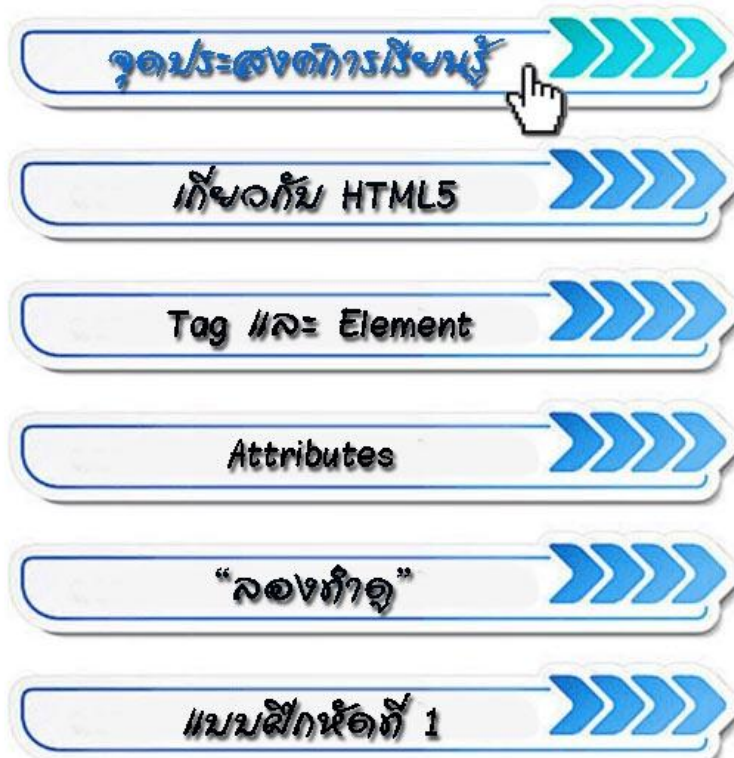 จุดประสงค์การเรียนรู้
เกี่ยวกับ HTML5
Tag และ Element
Attributes
“ลองทำดู”
แบบฝึกหัดที่ 1